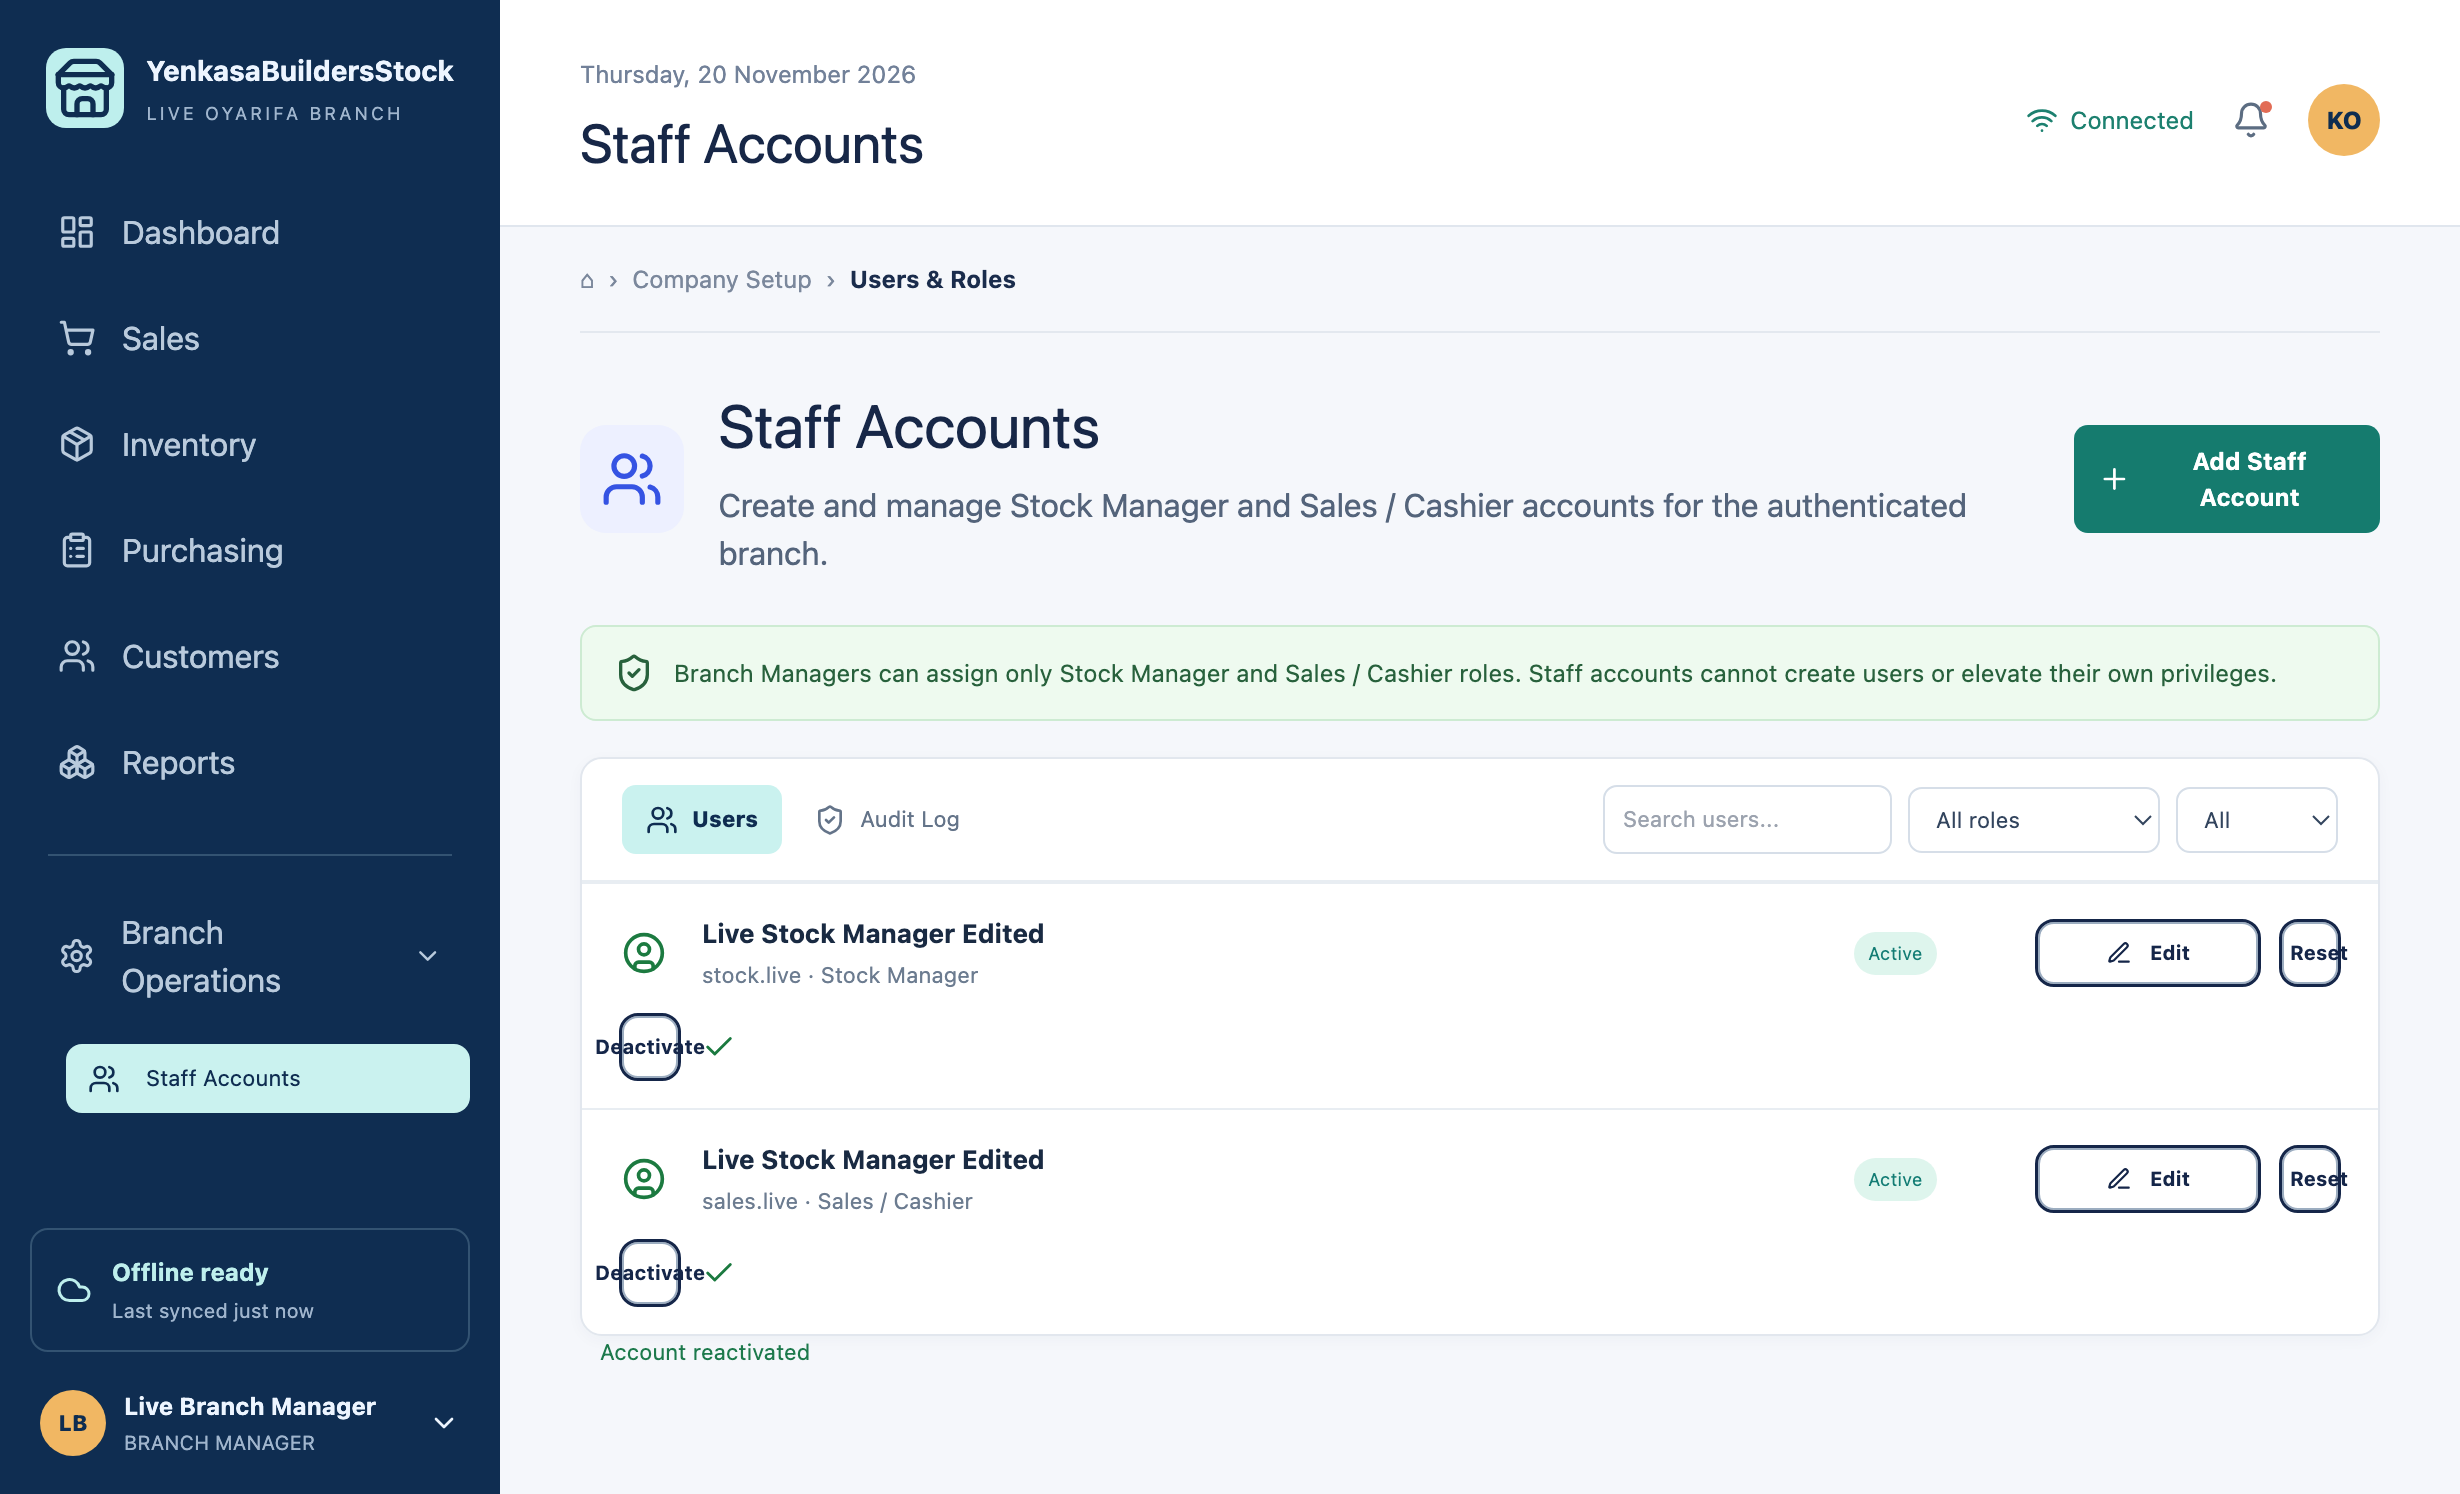 YenkasaBuildersStock
LIVE OYARIFA BRANCH
Dashboard
Sales
Inventory
Purchasing
Customers
Reports
Branch
Operations
Staff Accounts
Offline ready
Last synced just now
LB
Live Branch Manager
BRANCH MANAGER
Thursday, 20 November 2026
Staff Accounts
Connected
KO
Company Setup › Users & Roles
Staff Accounts
Create and manage Stock Manager and Sales / Cashier accounts for the authenticated
branch.
Add Staff
Account
Branch Managers can assign only Stock Manager and Sales / Cashier roles. Staff accounts cannot create users or elevate their own privileges.
Users
Audit Log
Search users...
All roles
All
Live Stock Manager Edited
stock.live · Stock Manager
Active
Edit
Reset
Deactivate
Live Stock Manager Edited
sales.live · Sales / Cashier
Active
Edit
Reset
Deactivate
Account reactivated